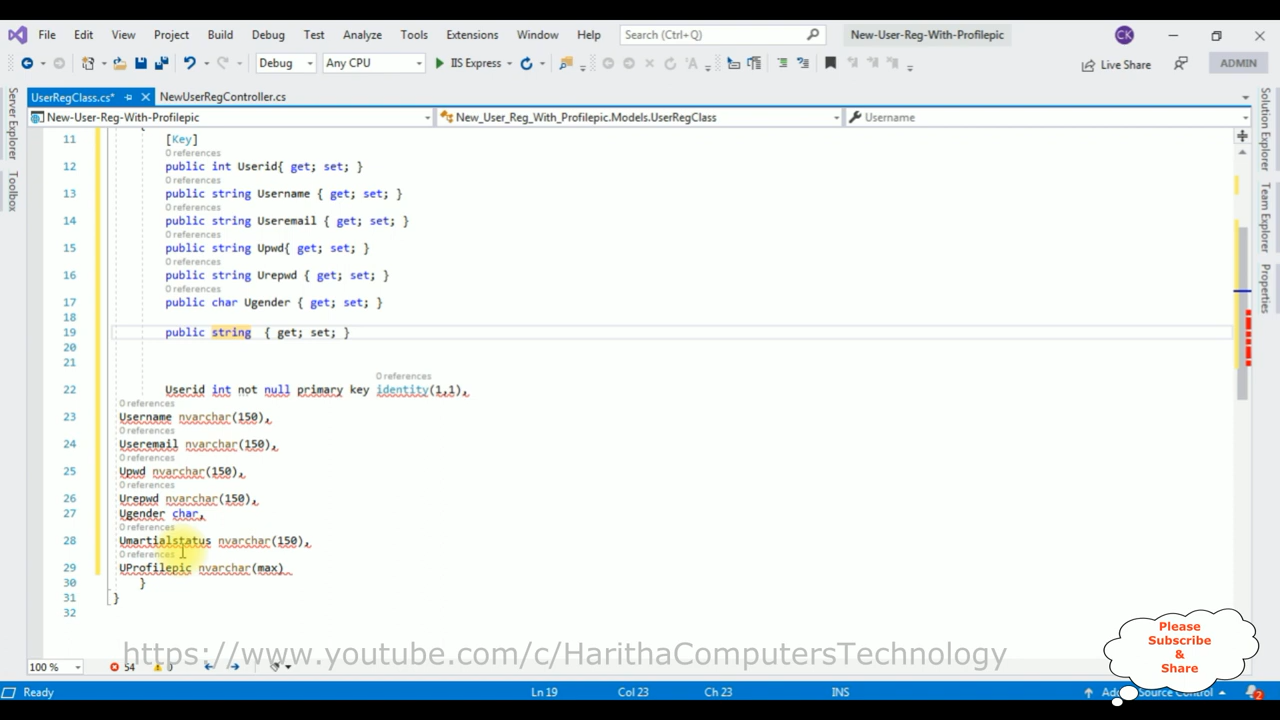 File Edit View Project Build Debug Test Analyze Tools Extensions Window Help Search (Ctrl+Q) New-User-Reg-With-Profilepic CK
Debug Any CPU IIS Express Live Share ADMIN
UserRegClass.cs* NewUserRegController.cs
New-User-Reg-With-Profilepic New_User_Reg_With_Profilepic.Models.UserRegClass Username
Server Explorer
Toolbox
Solution Explorer
Team Explorer
Properties
11 [Key]
0 references
12 public int Userid{ get; set; }
0 references
13 public string Username { get; set; }
0 references
14 public string Useremail { get; set; }
0 references
15 public string Upwd{ get; set; }
0 references
16 public string Urepwd { get; set; }
0 references
17 public char Ugender { get; set; }
18
19 public string { get; set; }
20
21
0 references
22 Userid int not null primary key identity(1,1),
0 references
23 Username nvarchar(150),
0 references
24 Useremail nvarchar(150),
0 references
25 Upwd nvarchar(150),
0 references
26 Urepwd nvarchar(150),
27 Ugender char,
0 references
28 Umartialstatus nvarchar(150),
0 references
29 UProfilepic nvarchar(max)
30 }
31 }
32
Please
Subscribe
&
Share
https://www.youtube.com/c/HarithaComputersTechnology
100 % 54 0
Ready Ln 19 Col 23 Ch 23 INS Source Control 2